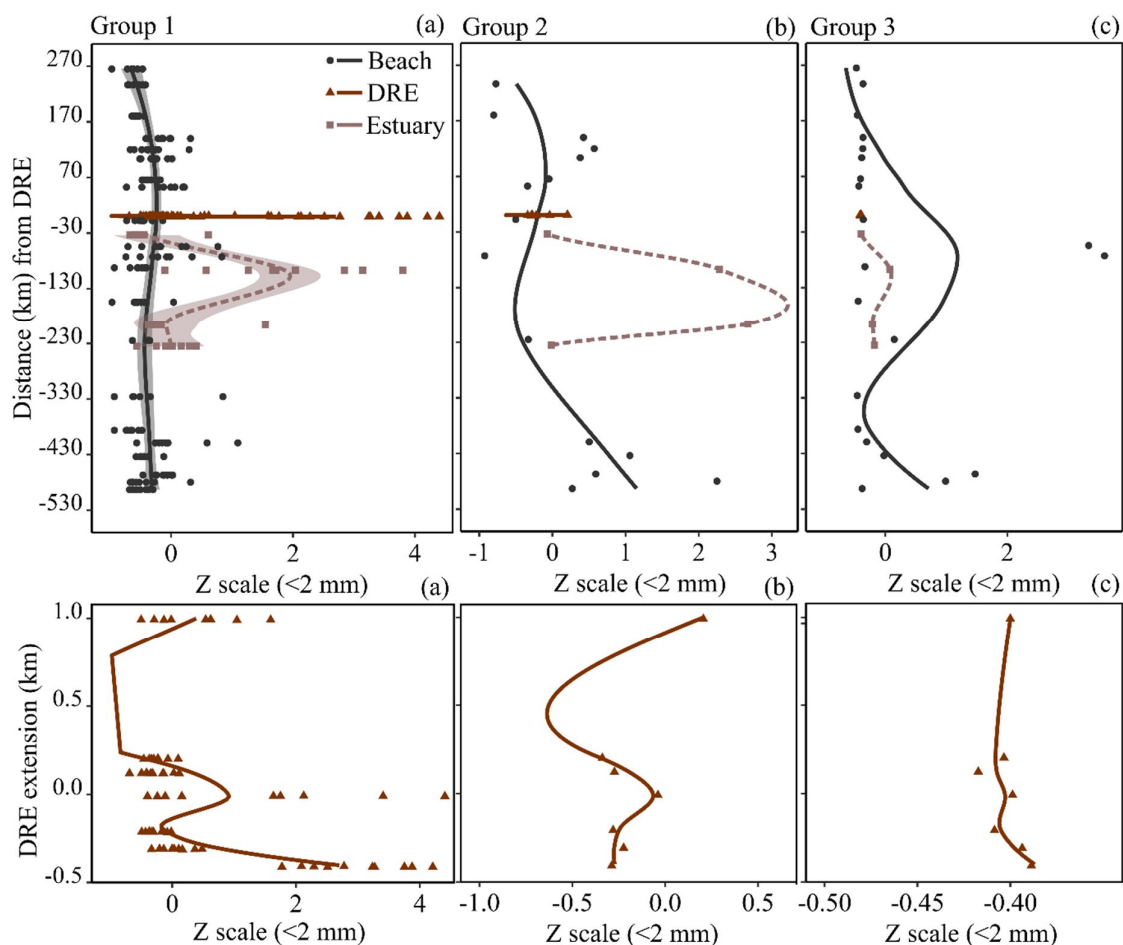 Group 1 (a)
Group 2 (b)
Group 3 (c)
Beach
DRE
Estuary
Distance (km) from DRE
270
170
70
-30
-130
-230
-330
-430
-530
0 2 4
-1 0 1 2 3
0 2
Z scale (<2 mm) Z scale (<2 mm) Z scale (<2 mm)
(a) (b) (c)
DRE extension (km)
1.0
0.5
0.0
-0.5
0 2 4
-1.0 -0.5 0.0 0.5
-0.50 -0.45 -0.40
Z scale (<2 mm) Z scale (<2 mm) Z scale (<2 mm)